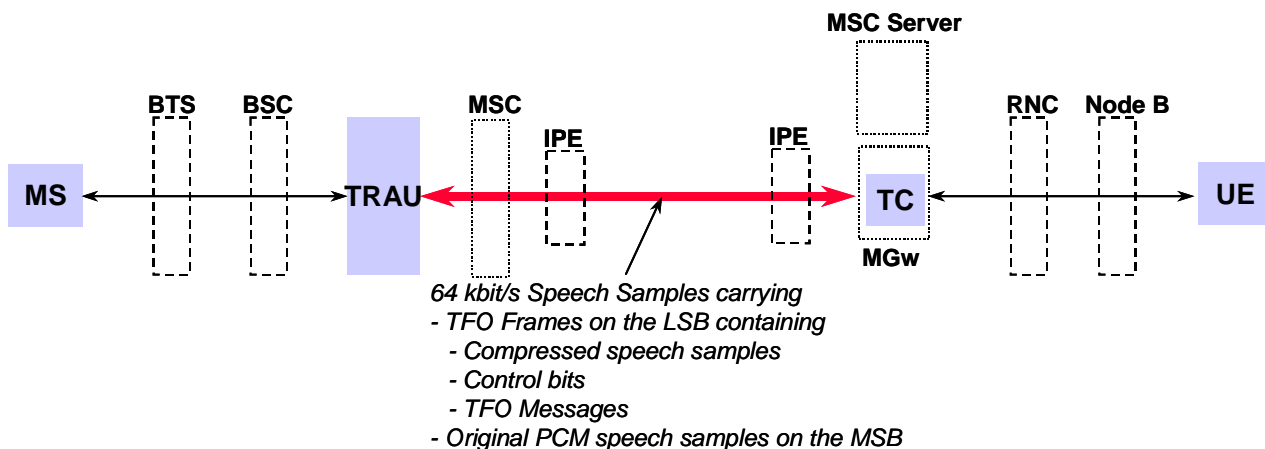 MSC Server
BTS
BSC
MSC
IPE
IPE
RNC
Node B
MS
TRAU
TC
UE
MGw
64 kbit/s Speech Samples carrying
- TFO Frames on the LSB containing
- Compressed speech samples
- Control bits
- TFO Messages
- Original PCM speech samples on the MSB